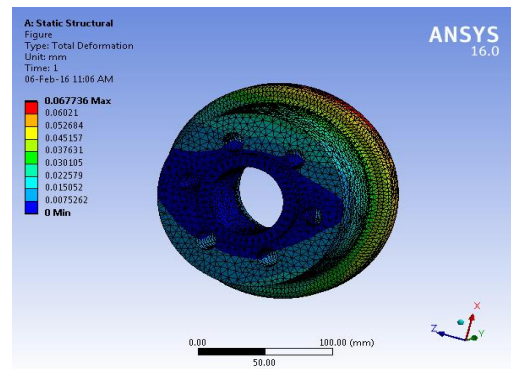 A: Static Structural
Figure
Type: Total Deformation
Unit: mm
Time: 1
06-Feb-16 11:06 AM
0.067736 Max
0.06021
0.052684
0.045157
0.037631
0.030105
0.022579
0.015052
0.0075262
0 Min
ANSYS
16.0
0.00
100.00 (mm)
50.00
X
Z
Y